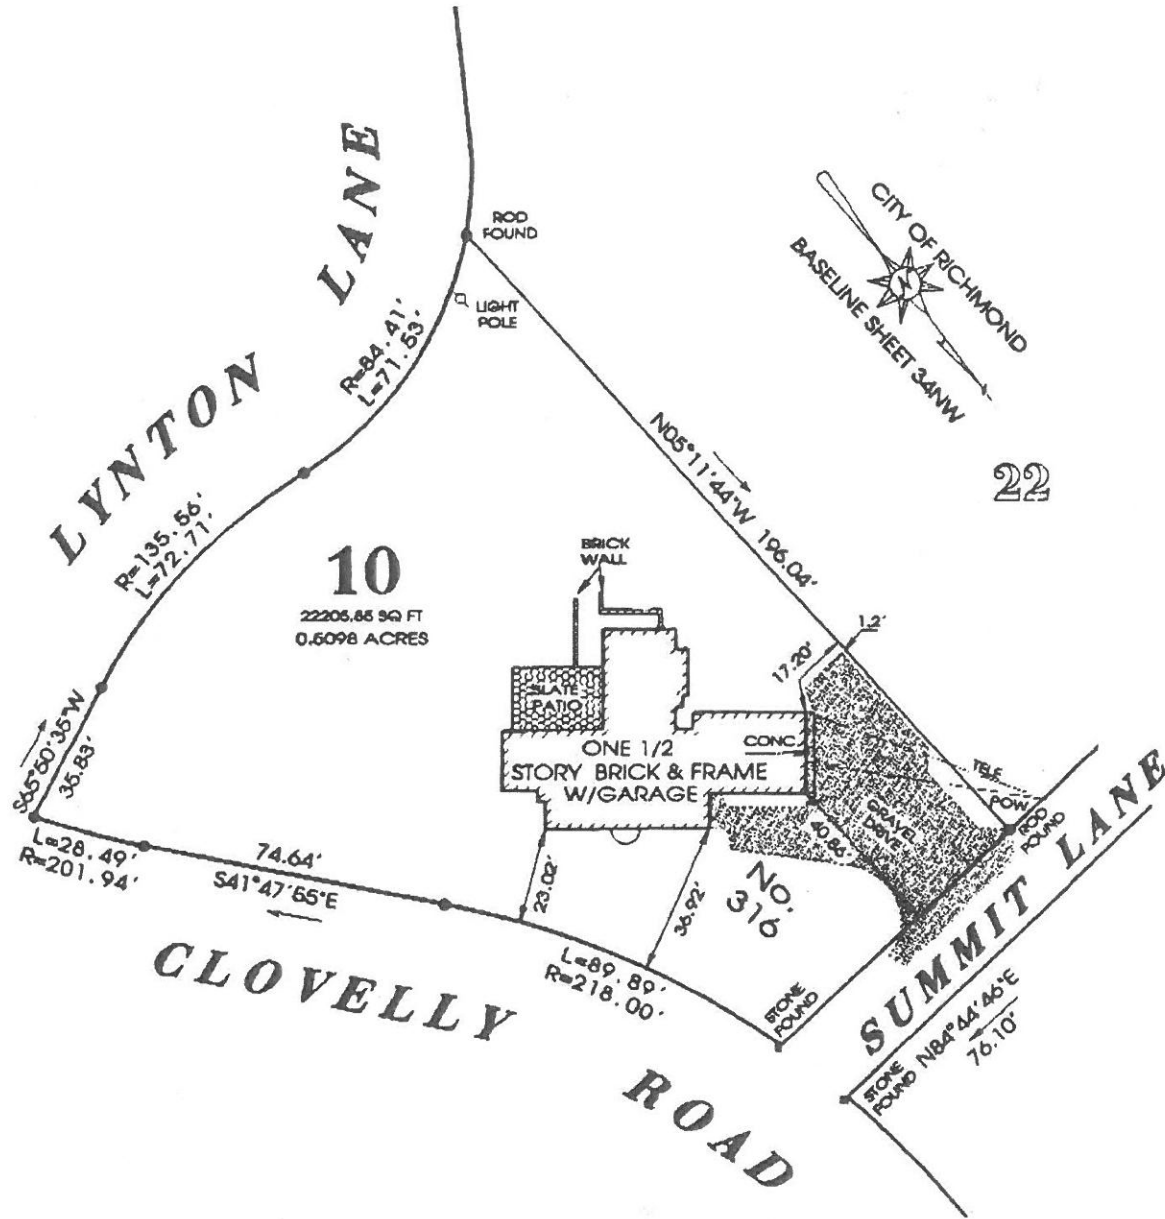 LYNTON LANE
ROD
FOUND
LIGHT
POLE
CITY OF RICHMOND
N
BASELINE SHEET 34NW
R=84.41'
L=71.53'
N05°11'44"W 196.04'
22
R=135.56'
L=72.71'
10
22205.85 SQ FT
0.5098 ACRES
BRICK
WALL
1.2'
17.20'
S65°50'35"W
35.83'
SLATE
PATIO
ONE 1/2
STORY BRICK & FRAME
W/GARAGE
CONC
TELE
POW
ROD
FOUND
GRAVEL
DRIVE
40.86'
L=28.49'
R=201.94'
74.64'
S41°47'55"E
23.02'
36.92'
No.
316
L=89.89'
R=218.00'
CLOVELLY ROAD
STONE
FOUND
SUMMIT LANE
N84°44'46"E
76.10'
STONE
FOUND